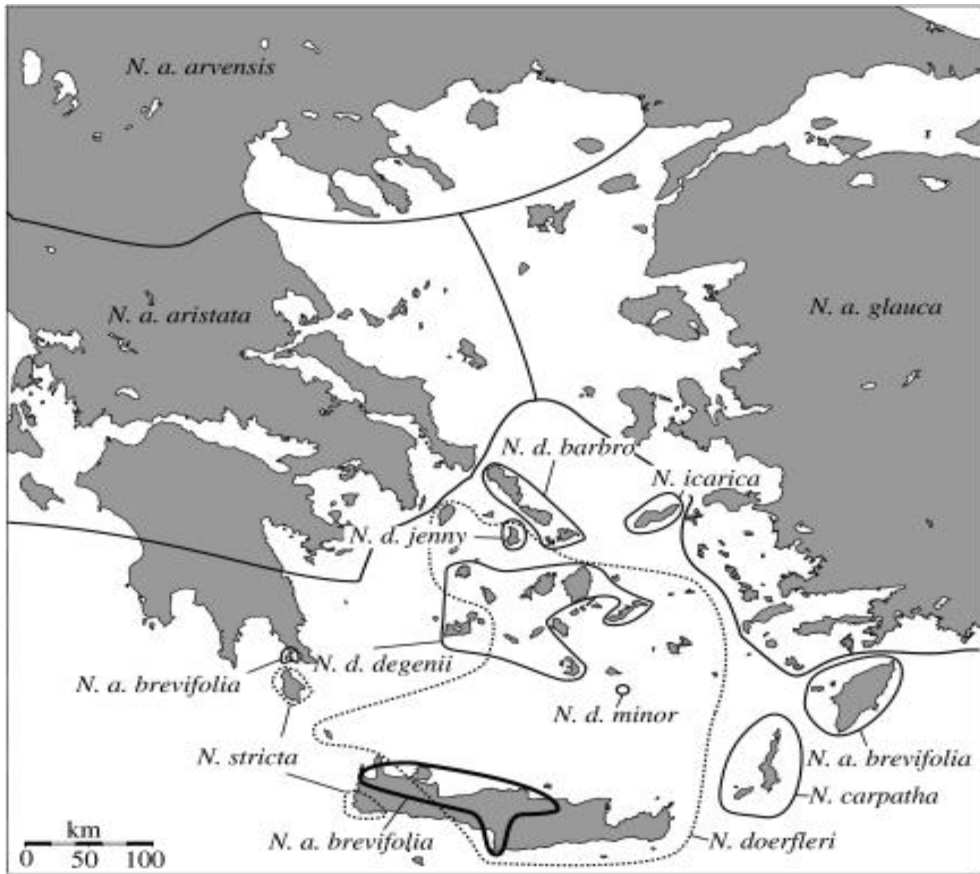 N. a. arvensis
N. a. aristata
N. a. glauca
N. d. barbro
N. icarica
N. d. jenny
N. d. degenii
N. a. brevifolia
N. d. minor
N. stricta
N. a. brevifolia
N. carpatha
N. a. brevifolia
N. doerfleri
km
0 50 100